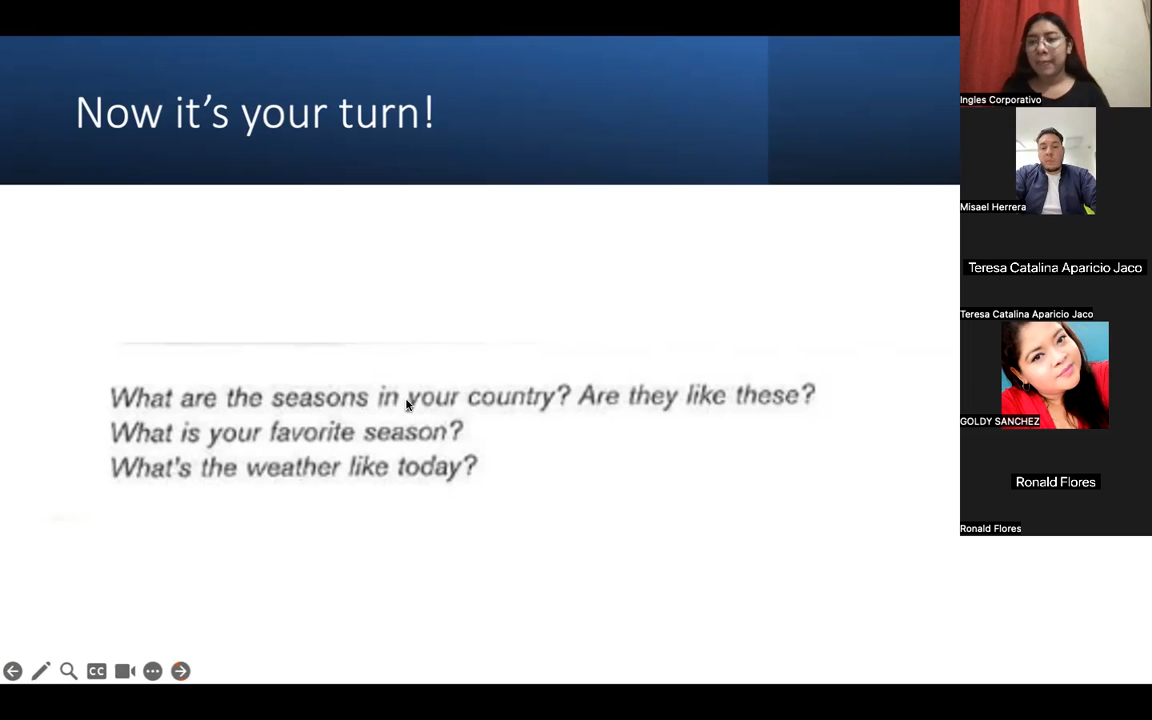 Now it's your turn!
What are the seasons in your country? Are they like these?
What is your favorite season?
What's the weather like today?
Ingles Corporativo
Misael Herrera
Teresa Catalina Aparicio Jaco
Teresa Catalina Aparicio Jaco
GOLDY SANCHEZ
Ronald Flores
Ronald Flores
CC